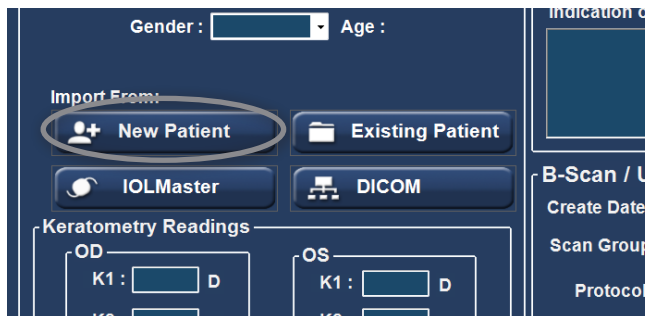 Indication o
Gender : Age :
Import From:
New Patient Existing Patient
IOLMaster DICOM
B-Scan / U
Create Date
Scan Group
Protocol
Keratometry Readings
OD OS
K1 : D K1 : D